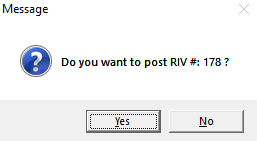 Message
Do you want to post RIV #: 178 ?
Yes
No